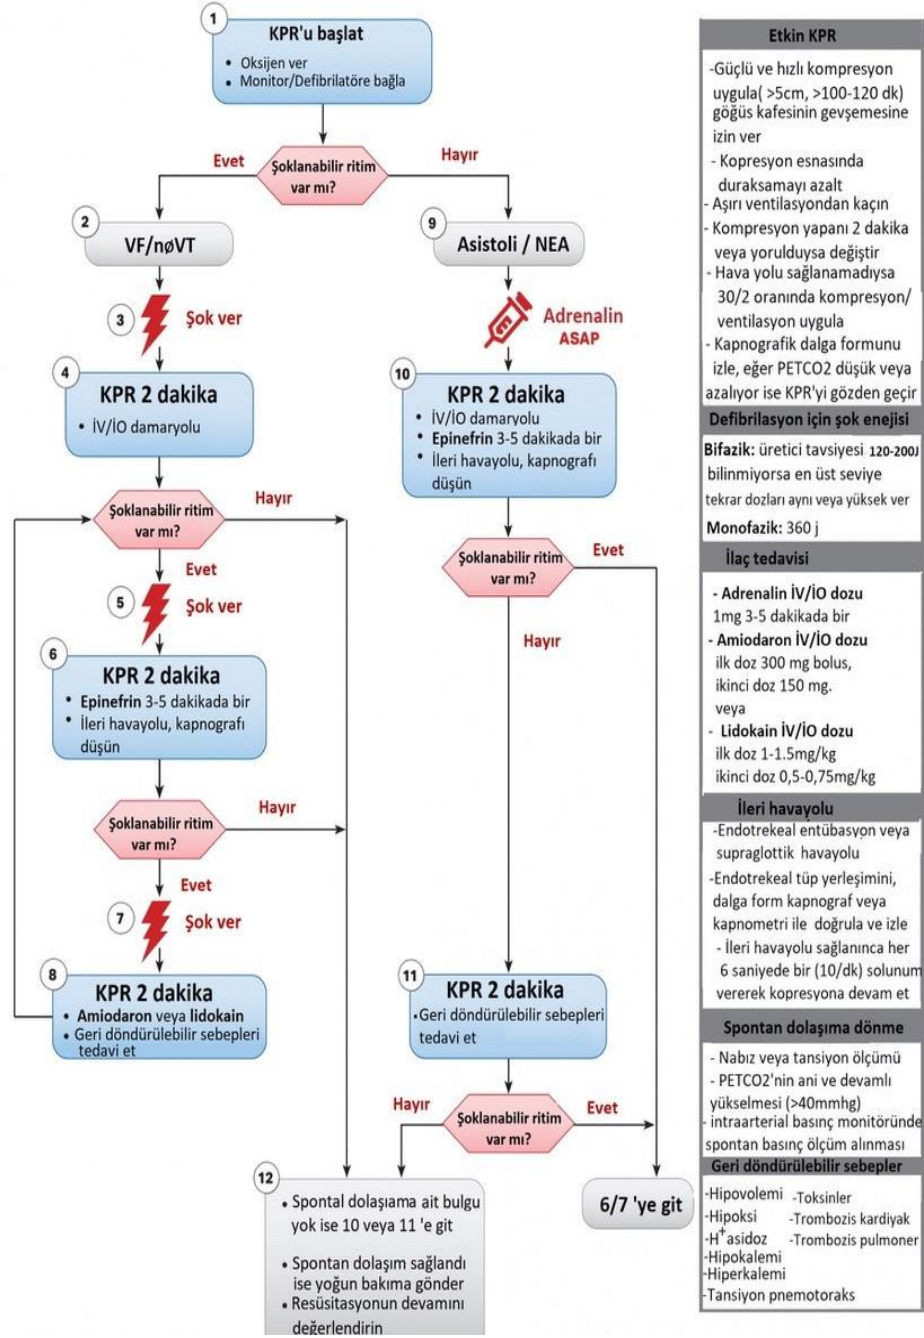 1
KPR'u başlat
• Oksijen ver
• Monitor/Defibrilatöre bağla
Şoklanabilir ritim
var mı?
Evet
Hayır
2
VF/nøVT
3
Şok ver
4
KPR 2 dakika
• İV/İO damaryolu
Şoklanabilir ritim
var mı?
Hayır
Evet
5
Şok ver
6
KPR 2 dakika
• Epinefrin 3-5 dakikada bir
• İleri havayolu, kapnografı
düşün
Şoklanabilir ritim
var mı?
Hayır
Evet
7
Şok ver
8
KPR 2 dakika
• Amiodaron veya lidokain
• Geri döndürülebilir sebepleri
tedavi et
9
Asistoli / NEA
Adrenalin
ASAP
10
KPR 2 dakika
• İV/İO damaryolu
• Epinefrin 3-5 dakikada bir
• İleri havayolu, kapnografı
düşün
Şoklanabilir ritim
var mı?
Evet
Hayır
11
KPR 2 dakika
• Geri döndürülebilir sebepleri
tedavi et
Şoklanabilir ritim
var mı?
Hayır
Evet
12
• Spontal dolaşıama ait bulgu
yok ise 10 veya 11 'e git
• Spontan dolaşım sağlandı
ise yoğun bakıma gönder
• Resüsitasyonun devamını
değerlendirin
6/7 'ye git
Etkin KPR
-Güçlü ve hızlı kompresyon
uygula( >5cm, >100-120 dk)
göğüs kafesinin gevşemesine
izin ver
- Kopresyon esnasında
duraksamayı azalt
- Aşırı ventilasyondan kaçın
- Kompresyon yapanı 2 dakika
veya yorulduysa değiştir
- Hava yolu sağlanamadıysa
30/2 oranında kompresyon/
ventilasyon uygula
- Kapnografik dalga formunu
izle, eğer PETCO2 düşük veya
azalıyor ise KPR'yi gözden geçir
Defibrilasyon için şok enejisi
Bifazik: üretici tavsiyesi 120-200J
bilinmiyorsa en üst seviye
tekrar dozları aynı veya yüksek ver
Monofazik: 360 j
İlaç tedavisi
- Adrenalin İV/İO dozu
1mg 3-5 dakikada bir
- Amiodaron İV/İO dozu
ilk doz 300 mg bolus,
ikinci doz 150 mg.
veya
- Lidokain İV/İO dozu
ilk doz 1-1.5mg/kg
ikinci doz 0,5-0,75mg/kg
İleri havayolu
-Endotrekeal entübasyon veya
supraglottik havayolu
-Endotrekeal tüp yerleşimini,
dalga form kapnograf veya
kapnometri ile doğrula ve izle
- İleri havayolu sağlanınca her
6 saniyede bir (10/dk) solunum
vererek kopresyona devam et
Spontan dolaşıma dönme
- Nabız veya tansiyon ölçümü
- PETCO2'nin ani ve devamlı
yükselmesi (>40mmhg)
- intraarterial basınç monitöründe
spontan basınç ölçüm alınması
Geri döndürülebilir sebepler
-Hipovolemi -Toksinler
-Hipoksi -Trombozis kardiyak
-H+asidoz -Trombozis pulmoner
-Hipokalemi
-Hiperkalemi
-Tansiyon pnemotoraks